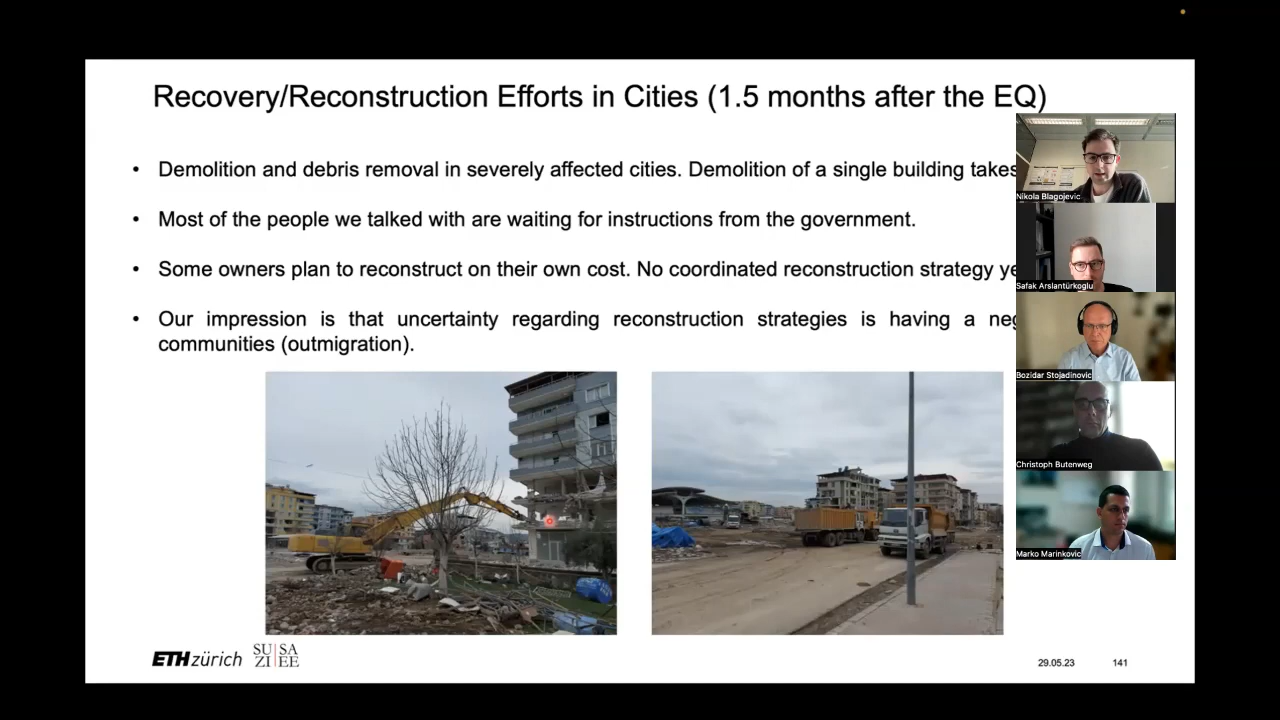 Recovery/Reconstruction Efforts in Cities (1.5 months after the EQ)
• Demolition and debris removal in severely affected cities. Demolition of a single building takes
• Most of the people we talked with are waiting for instructions from the government.
• Some owners plan to reconstruct on their own cost. No coordinated reconstruction strategy ye
• Our impression is that uncertainty regarding reconstruction strategies is having a neg
communities (outmigration).
Nikola Blagojevic
Safak Arslantürkoglu
Bozidar Stojadinovic
Christoph Butenweg
Marko Marinkovic
ETH zürich
SU|SA
ZI|EE
29.05.23
141